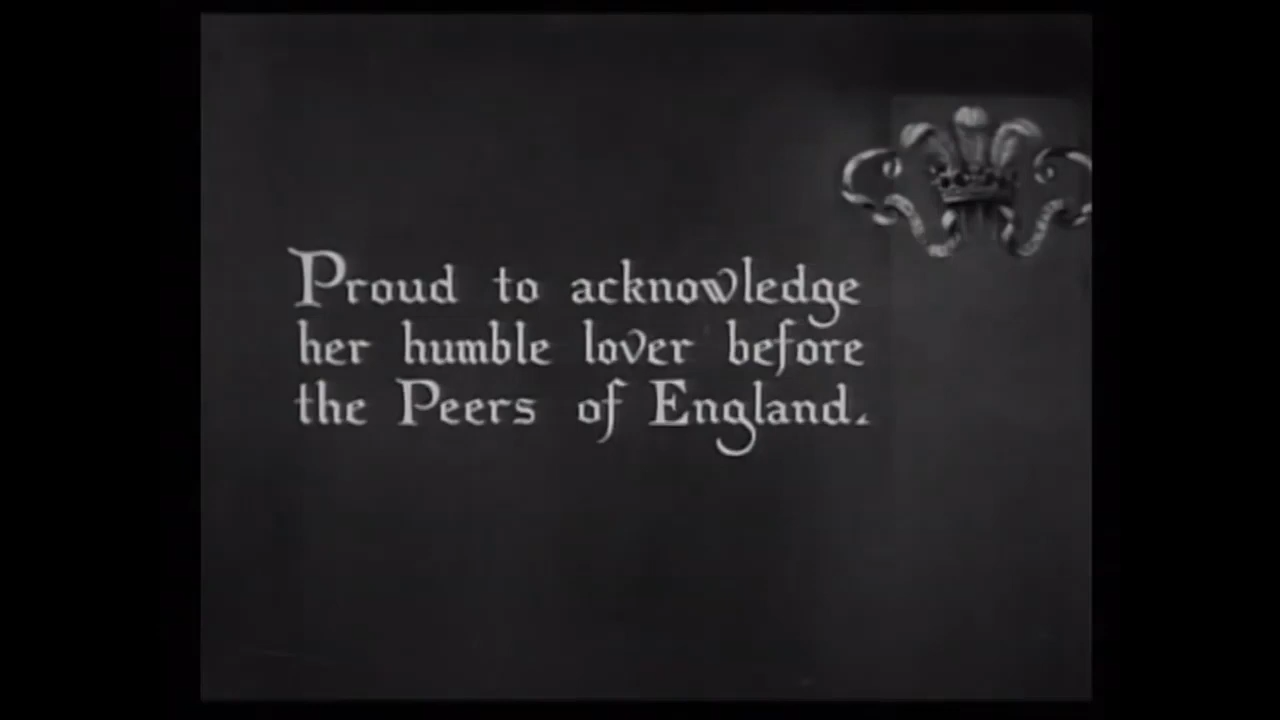 Proud to acknowledge
her humble lover before
the Peers of England.